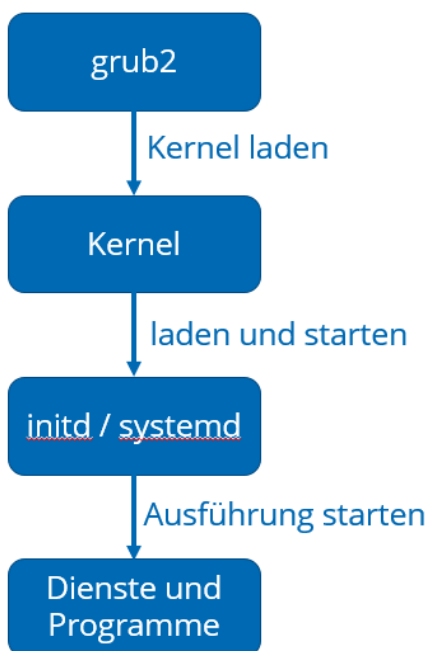 grub2
Kernel laden
Kernel
laden und starten
initd / systemd
Ausführung starten
Dienste und
Programme